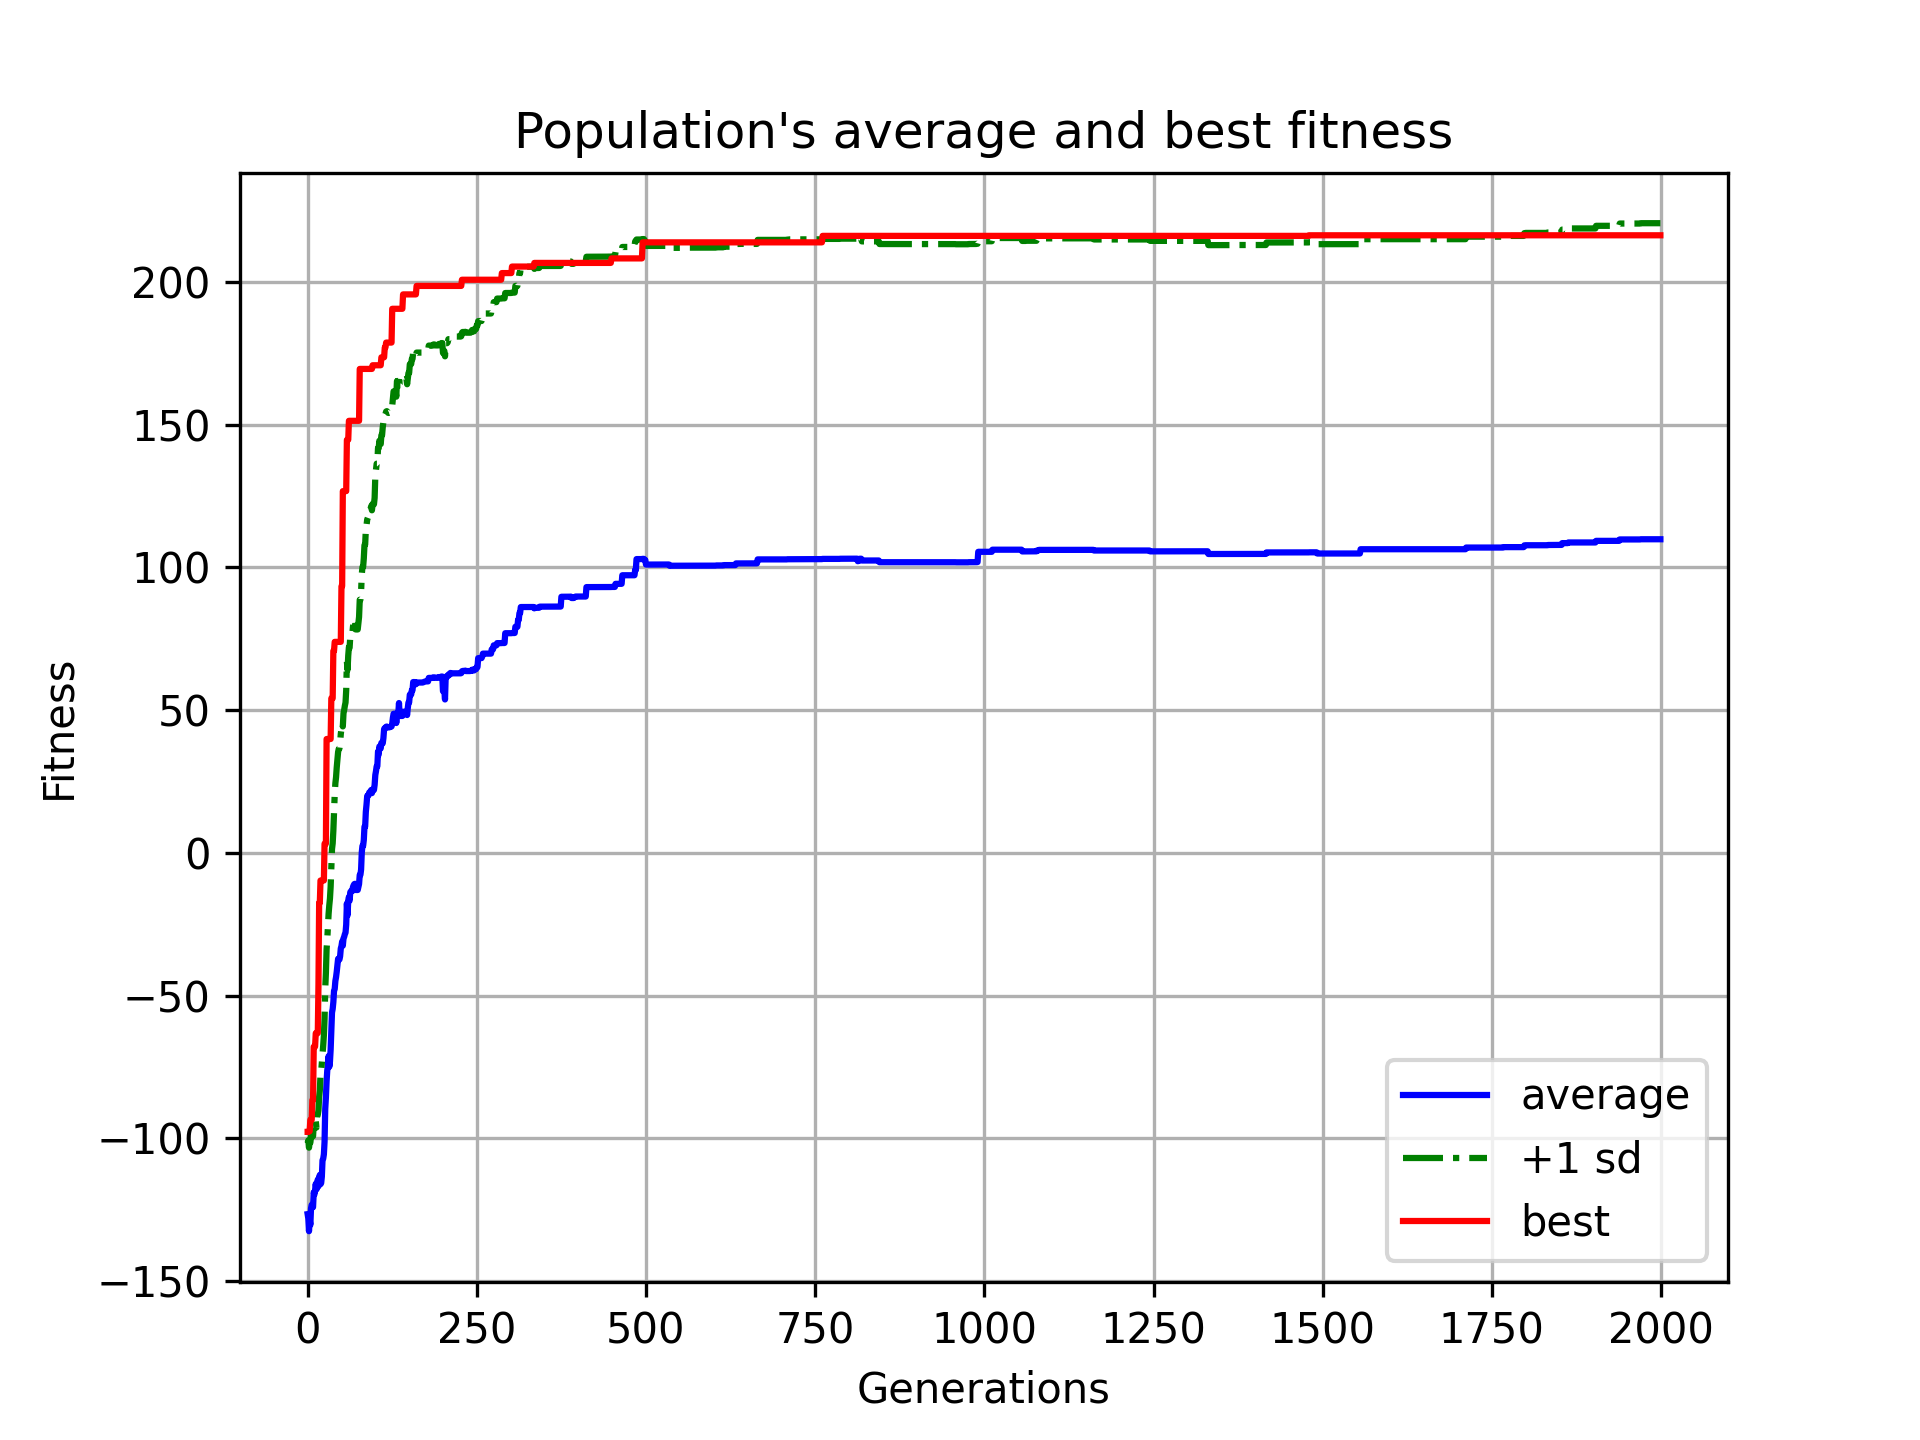 Population's average and best fitness
Fitness
200
150
100
50
0
−50
−100
−150
0 250 500 750 1000 1250 1500 1750 2000
Generations
average
+1 sd
best